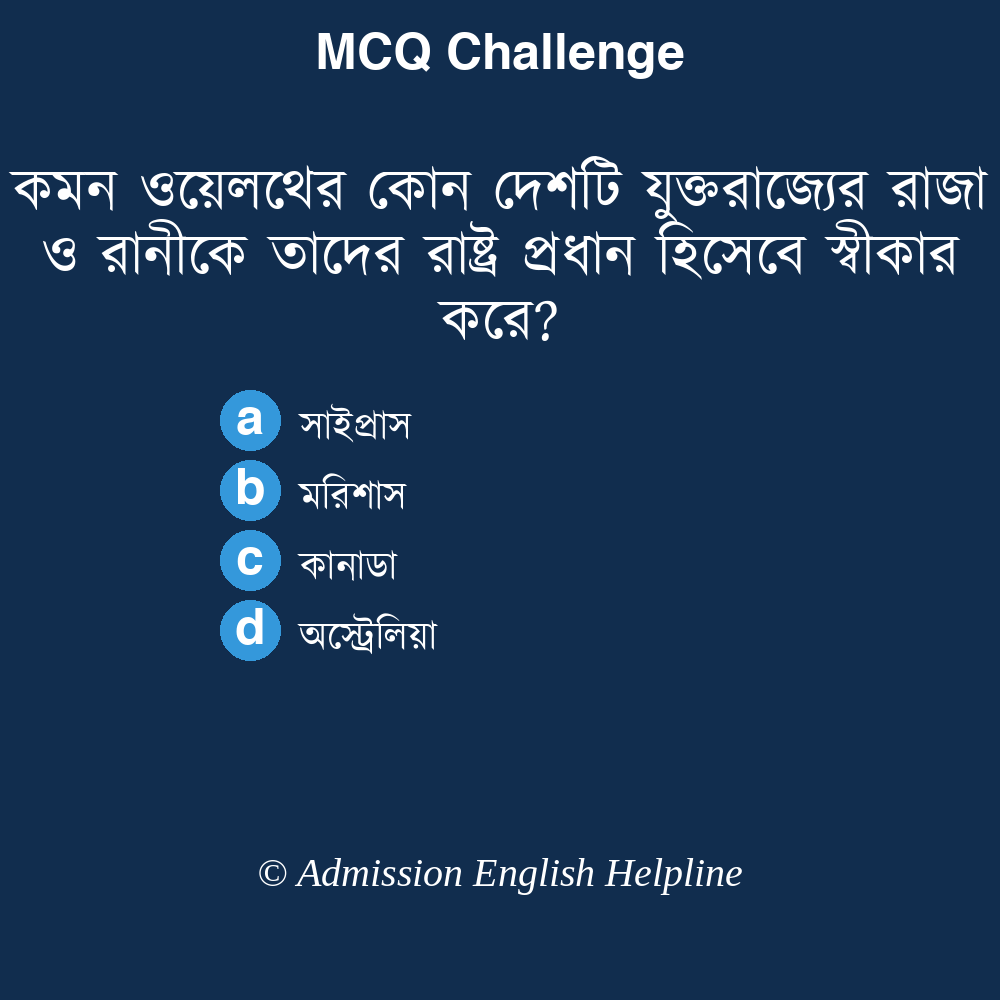 MCQ Challenge
কমন ওয়েলথের কোন দেশটি যুক্তরাজ্যের রাজা
ও রানীকে তাদের রাষ্ট্র প্রধান হিসেবে স্বীকার
করে?
a সাইপ্রাস
b মরিশাস
c কানাডা
d অস্ট্রেলিয়া
© Admission English Helpline